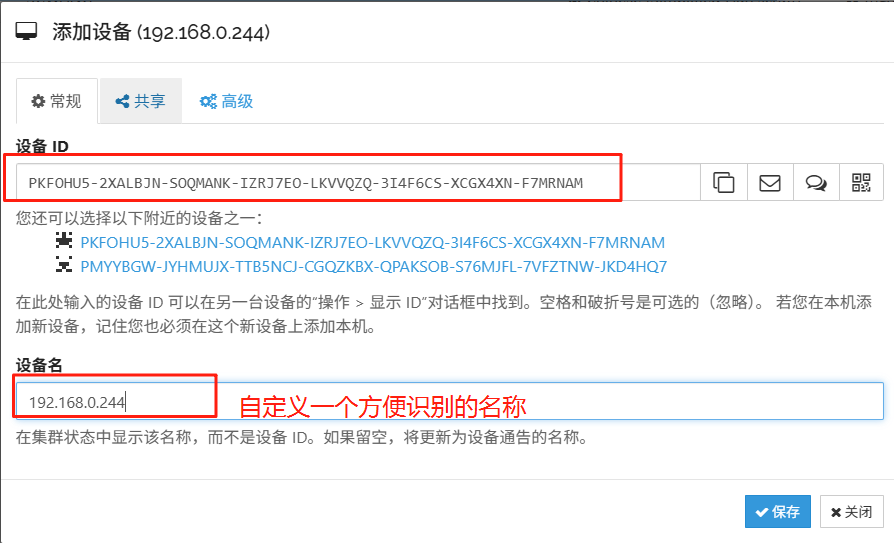 添加设备 (192.168.0.244)
常规 共享 高级
设备 ID
PKFOHU5-2XALBJN-SOQMANK-IZRJ7EO-LKVVQZQ-3I4F6CS-XCGX4XN-F7MRNAM
您还可以选择以下附近的设备之一：
PKFOHU5-2XALBJN-SOQMANK-IZRJ7EO-LKVVQZQ-3I4F6CS-XCGX4XN-F7MRNAM
PMYYBGW-JYHMUJX-TTB5NCJ-CGQZKBX-QPAKSOB-S76MJFL-7VFZTNW-JKD4HQ7
在此处输入的设备 ID 可以在另一台设备的“操作 > 显示 ID”对话框中找到。空格和破折号是可选的（忽略）。 若您在本机添
加新设备，记住您也必须在这个新设备上添加本机。
设备名
192.168.0.244 自定义一个方便识别的名称
在集群状态中显示该名称，而不是设备 ID。如果留空，将更新为设备通告的名称。
保存 关闭